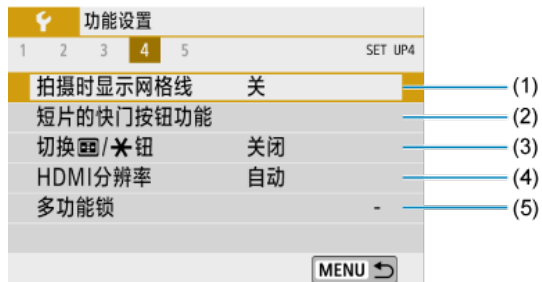 功能设置
1 2 3 4 5 SET UP4
拍摄时显示网格线 关 (1)
短片的快门按钮功能 (2)
切换/钮 关闭 (3)
HDMI分辨率 自动 (4)
多功能锁 - (5)
MENU